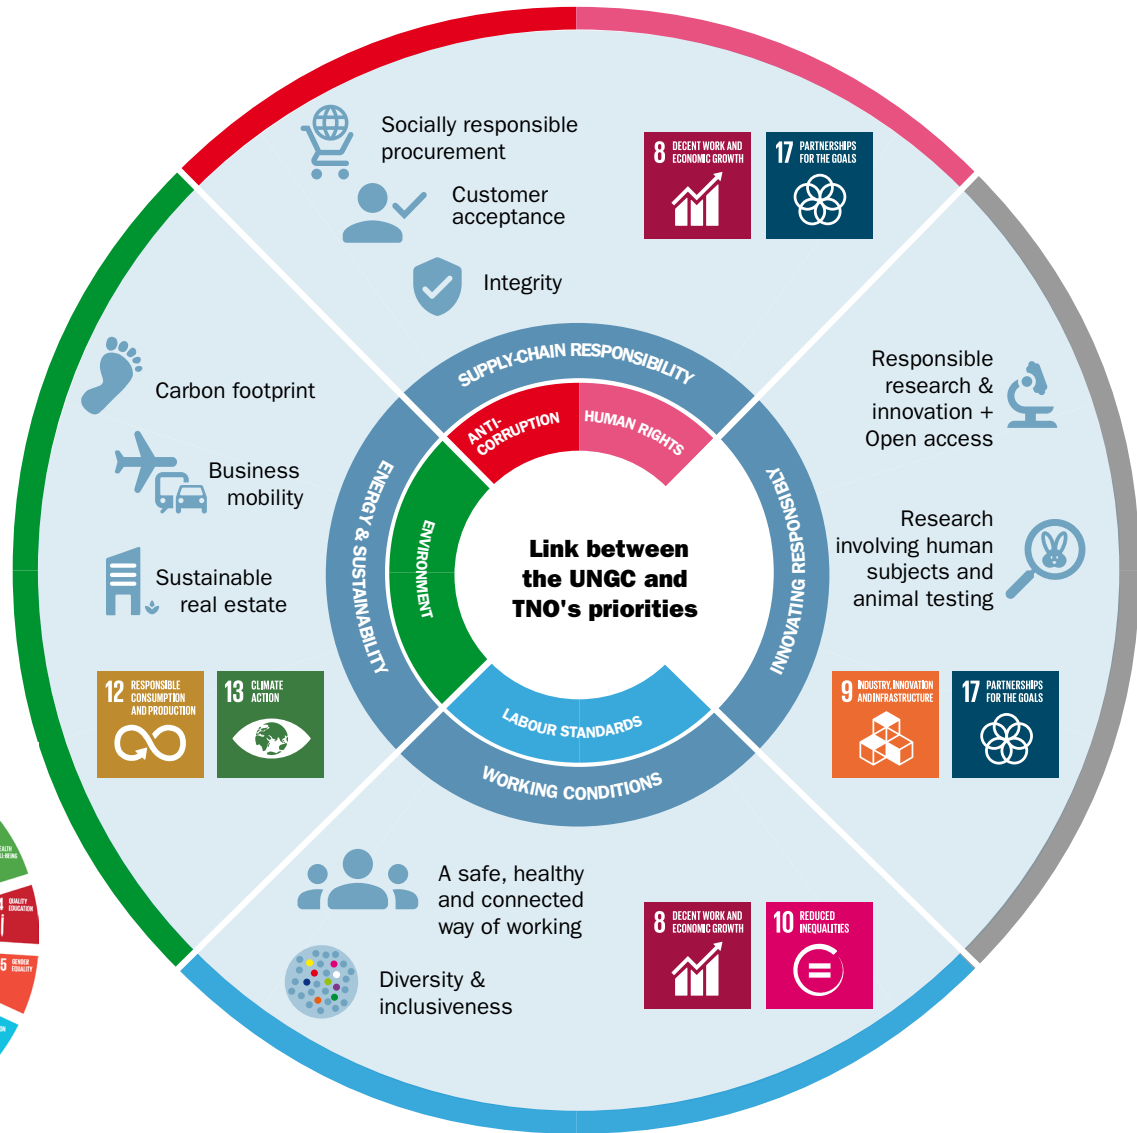 Socially responsible
procurement
Customer
acceptance
Integrity
8 DECENT WORK AND
ECONOMIC GROWTH
17 PARTNERSHIPS
FOR THE GOALS
Carbon footprint
Business
mobility
Sustainable
real estate
12 RESPONSIBLE
CONSUMPTION
AND PRODUCTION
13 CLIMATE
ACTION
SUPPLY-CHAIN RESPONSIBILITY
ANTI-
CORRUPTION
HUMAN RIGHTS
ENERGY & SUSTAINABILITY
ENVIRONMENT
Link between
the UNGC and
TNO's priorities
INNOVATING RESPONSIBLY
LABOUR STANDARDS
WORKING CONDITIONS
Responsible
research &
innovation +
Open access
Research
involving human
subjects and
animal testing
9 INDUSTRY, INNOVATION
AND INFRASTRUCTURE
17 PARTNERSHIPS
FOR THE GOALS
A safe, healthy
and connected
way of working
Diversity &
inclusiveness
8 DECENT WORK AND
ECONOMIC GROWTH
10 REDUCED
INEQUALITIES
QUALITY
EDUCATION
5 GENDER
EQUALITY